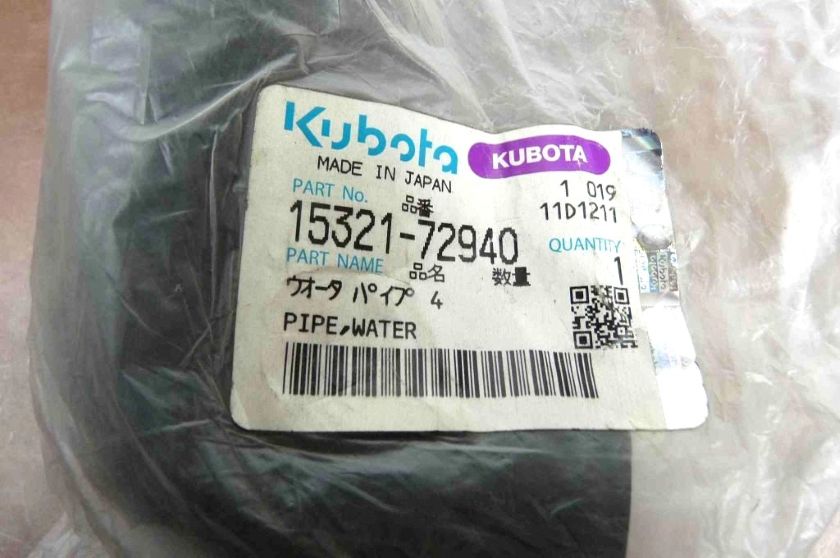 Kubota KUBOTA
MADE IN JAPAN 1 019
PART No. 品番 11D1211
15321-72940 QUANTITY
PART NAME 品名 数量 1
ウオータ パイプ 4
PIPE,WATER